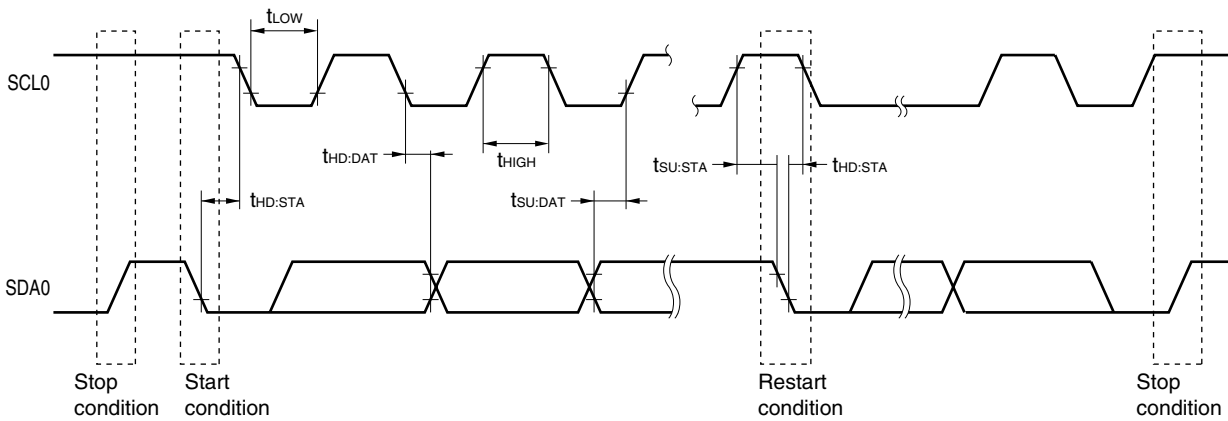 tLOW
SCL0
tHD:DAT
tHIGH
tSU:STA
tHD:STA
tHD:STA
tSU:DAT
SDA0
Stop
condition
Start
condition
Restart
condition
Stop
condition